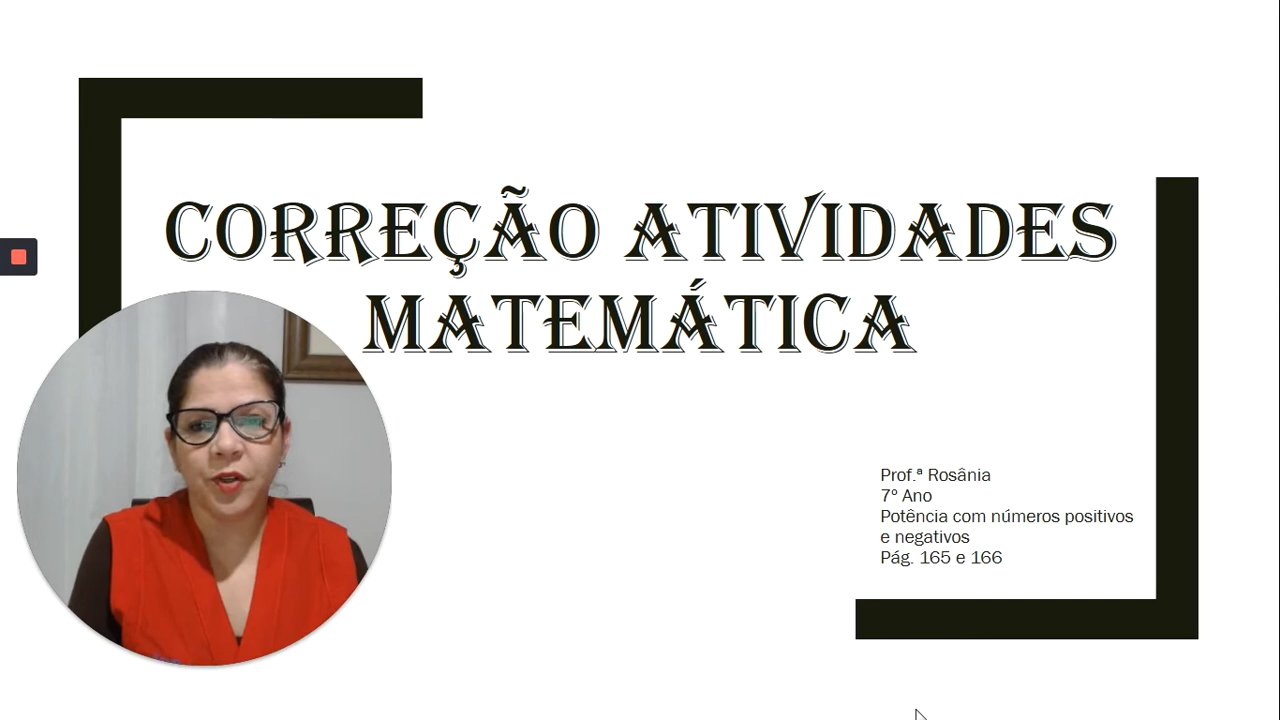 CORREÇÃO ATIVIDADES
MATEMÁTICA
Prof.ª Rosânia
7º Ano
Potência com números positivos
e negativos
Pág. 165 e 166